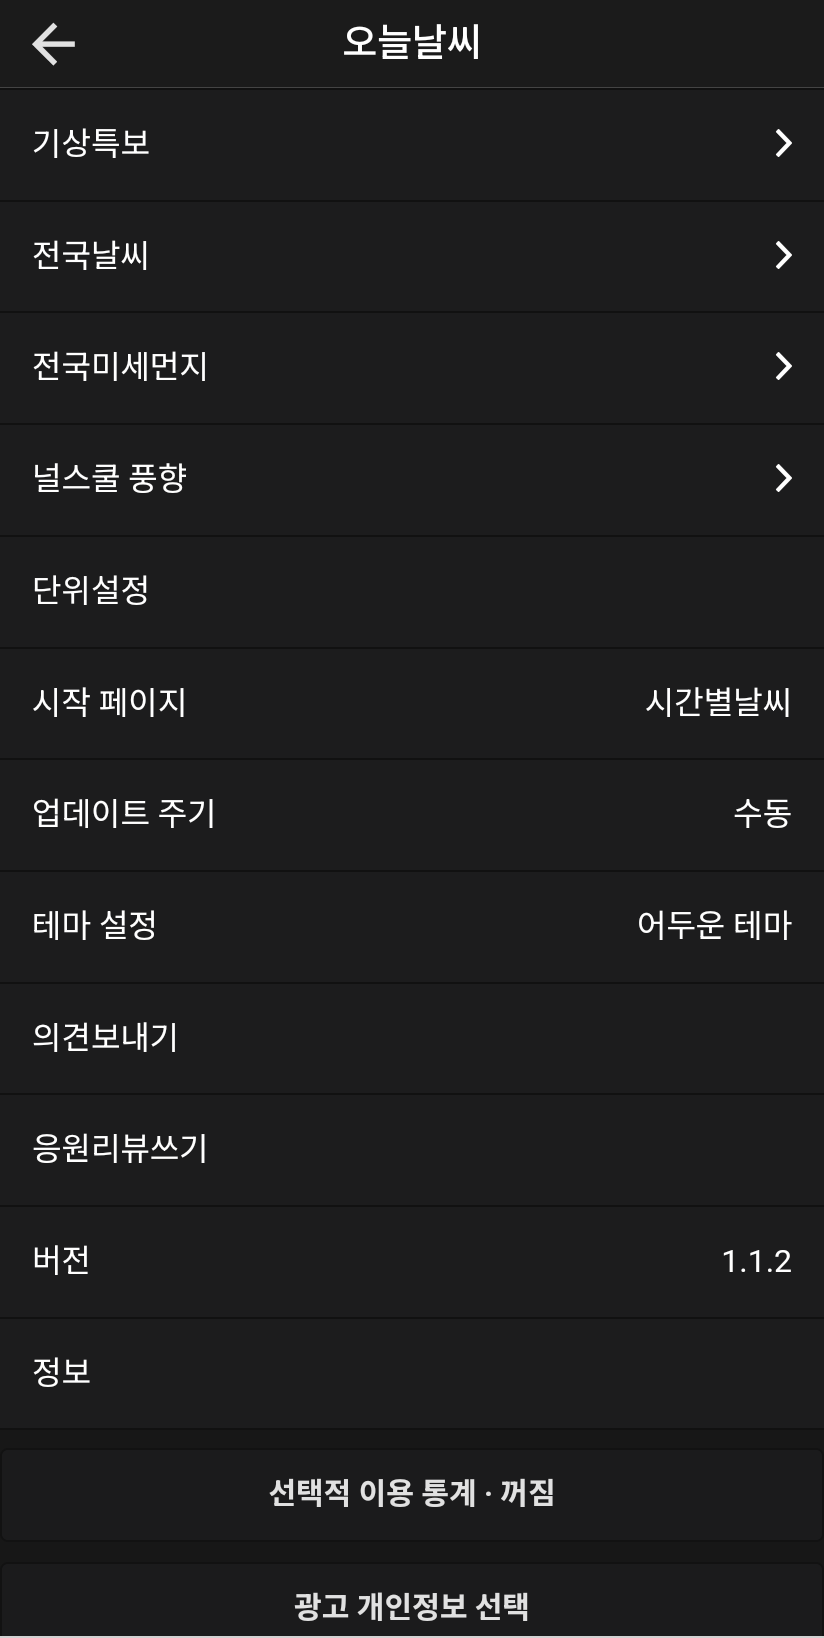 오늘날씨
기상특보
전국날씨
전국미세먼지
널스쿨 풍향
단위설정
시작 페이지 시간별날씨
업데이트 주기 수동
테마 설정 어두운 테마
의견보내기
응원리뷰쓰기
버전 1.1.2
정보
선택적 이용 통계 · 꺼짐
광고 개인정보 선택